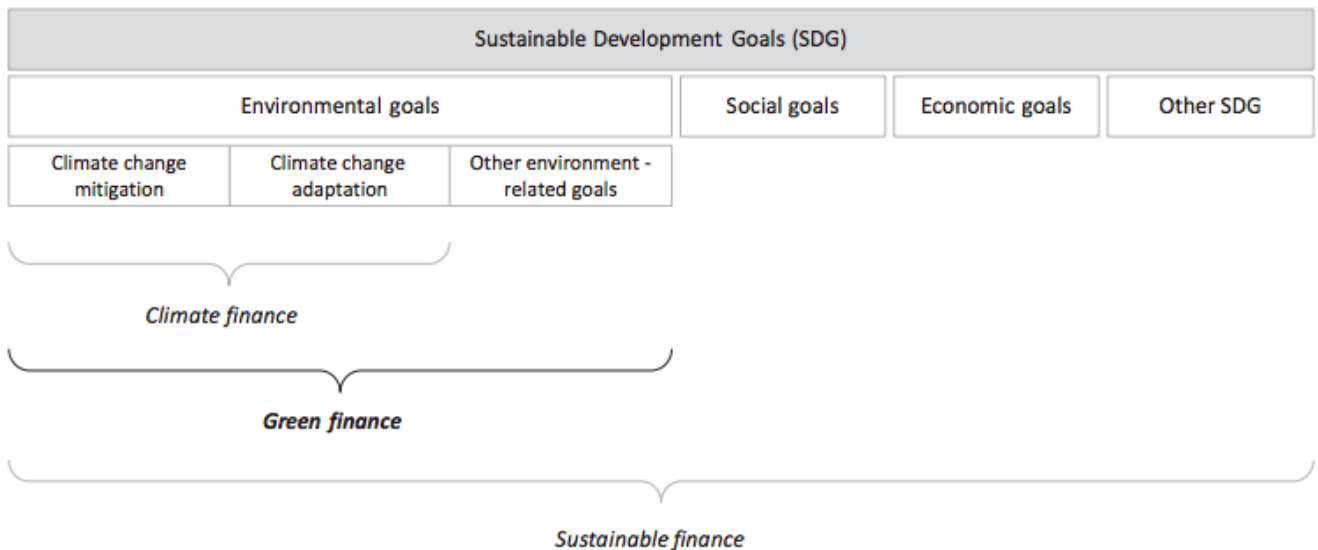 Sustainable Development Goals (SDG)
Environmental goals
Social goals
Economic goals
Other SDG
Climate change
mitigation
Climate change
adaptation
Other environment -
related goals
Climate finance
Green finance
Sustainable finance